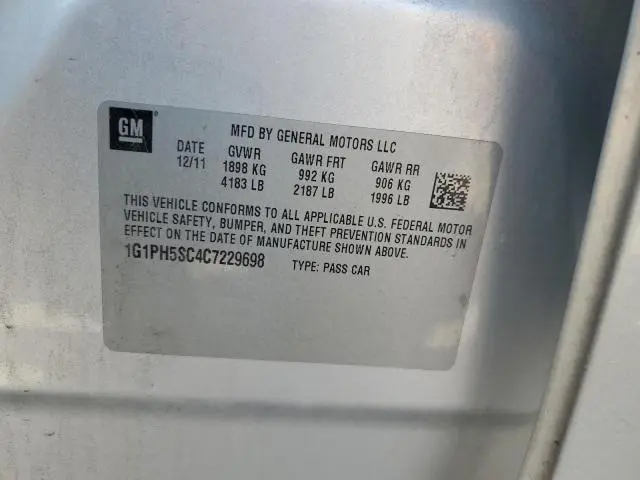 GM
MFD BY GENERAL MOTORS LLC
DATE GVWR GAWR FRT GAWR RR
12/11 1898 KG 992 KG 906 KG
4183 LB 2187 LB 1996 LB
THIS VEHICLE CONFORMS TO ALL APPLICABLE U.S. FEDERAL MOTOR
VEHICLE SAFETY, BUMPER, AND THEFT PREVENTION STANDARDS IN
EFFECT ON THE DATE OF MANUFACTURE SHOWN ABOVE.
1G1PH5SC4C7229698 TYPE: PASS CAR